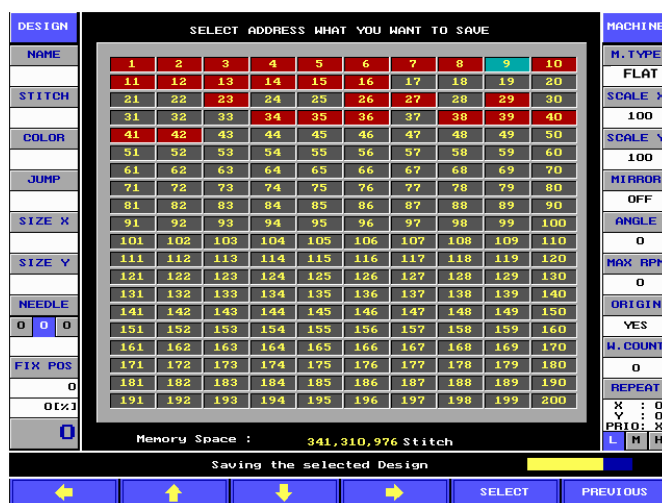 DESIGN
SELECT ADDRESS WHAT YOU WANT TO SAVE
MACHINE
NAME
M.TYPE
FLAT
STITCH
SCALE X
100
COLOR
SCALE Y
100
JUMP
MIRROR
OFF
SIZE X
ANGLE
0
SIZE Y
MAX RPM
0
NEEDLE
0 0 0
ORIGIN
YES
W.COUNT
0
FIX POS
0
0[%]
0
REPEAT
X : 0
Y : 0
PRIO: X
L M H
1 2 3 4 5 6 7 8 9 10
11 12 13 14 15 16 17 18 19 20
21 22 23 24 25 26 27 28 29 30
31 32 33 34 35 36 37 38 39 40
41 42 43 44 45 46 47 48 49 50
51 52 53 54 55 56 57 58 59 60
61 62 63 64 65 66 67 68 69 70
71 72 73 74 75 76 77 78 79 80
81 82 83 84 85 86 87 88 89 90
91 92 93 94 95 96 97 98 99 100
101 102 103 104 105 106 107 108 109 110
111 112 113 114 115 116 117 118 119 120
121 122 123 124 125 126 127 128 129 130
131 132 133 134 135 136 137 138 139 140
141 142 143 144 145 146 147 148 149 150
151 152 153 154 155 156 157 158 159 160
161 162 163 164 165 166 167 168 169 170
171 172 173 174 175 176 177 178 179 180
181 182 183 184 185 186 187 188 189 190
191 192 193 194 195 196 197 198 199 200
Memory Space : 341,310,976 Stitch
Saving the selected Design
SELECT PREVIOUS